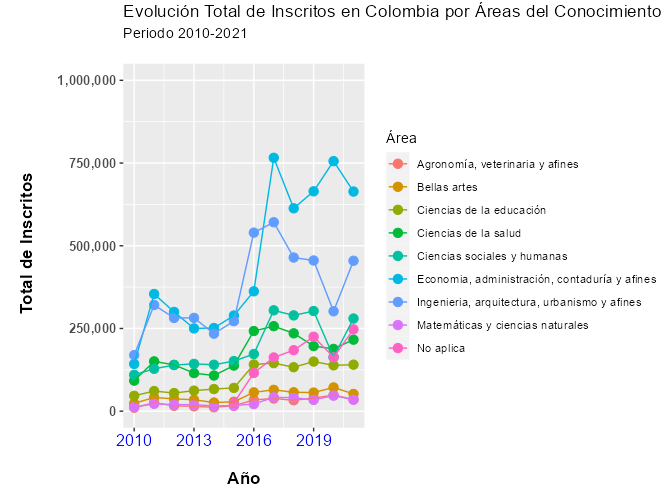 Evolución Total de Inscritos en Colombia por Áreas del Conocimiento
Periodo 2010-2021
1,000,000
750,000
500,000
250,000
0
Total de Inscritos
2010 2013 2016 2019
Año
Área
Agronomía, veterinaria y afines
Bellas artes
Ciencias de la educación
Ciencias de la salud
Ciencias sociales y humanas
Economia, administración, contaduría y afines
Ingenieria, arquitectura, urbanismo y afines
Matemáticas y ciencias naturales
No aplica